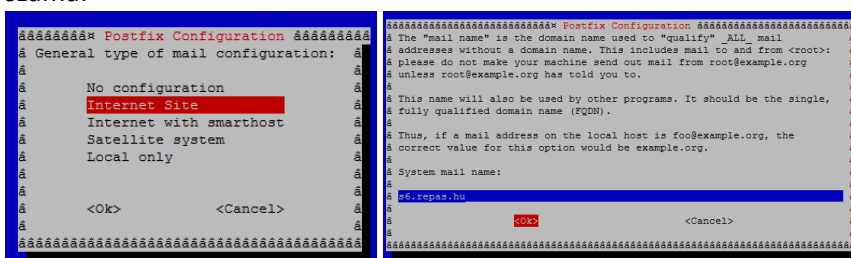 ââââââââ¤ Postfix Configuration âââââââââ
â General type of mail configuration: â
â â
â No configuration â
â Internet Site â
â Internet with smarthost â
â Satellite system â
â Local only â
â â
â â
â <Ok> <Cancel> â
â â
âââââââââââââââââââââââââââââââââââââââ
ââââââââââââââââââââââââââ¤ Postfix Configuration ââââââââââââââââââââââ
â The "mail name" is the domain name used to "qualify" _ALL_ mail
â addresses without a domain name. This includes mail to and from <root>:
â please do not make your machine send out mail from root@example.org
â unless root@example.org has told you to.
â
â This name will also be used by other programs. It should be the single,
â fully qualified domain name (FQDN).
â
â Thus, if a mail address on the local host is foo@example.org, the
â correct value for this option would be example.org.
â
â System mail name:
â
â s6.repas.hu
â
â <Ok> <Cancel>
â
âââââââââââââââââââââââââââââââââââââââââââââââââââââââââââââââââââââââââ